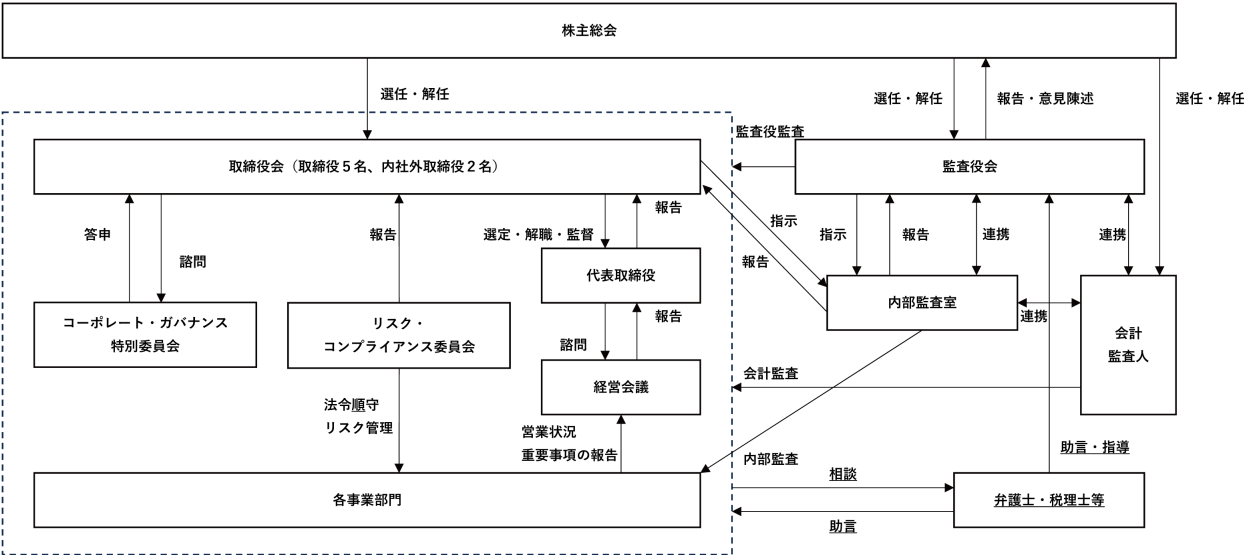 株主総会
選任・解任
選任・解任
報告・意見陳述
選任・解任
監査役監査
取締役会（取締役５名、内社外取締役２名）
監査役会
答申
諮問
報告
選定・解職・監督
報告
指示
報告
指示
報告
連携
連携
代表取締役
内部監査室
連携
会計
監査人
コーポレート・ガバナンス
特別委員会
リスク・
コンプライアンス委員会
諮問
報告
経営会議
会計監査
法令順守
リスク管理
営業状況
重要事項の報告
内部監査
助言・指導
相談
各事業部門
弁護士・税理士等
助言